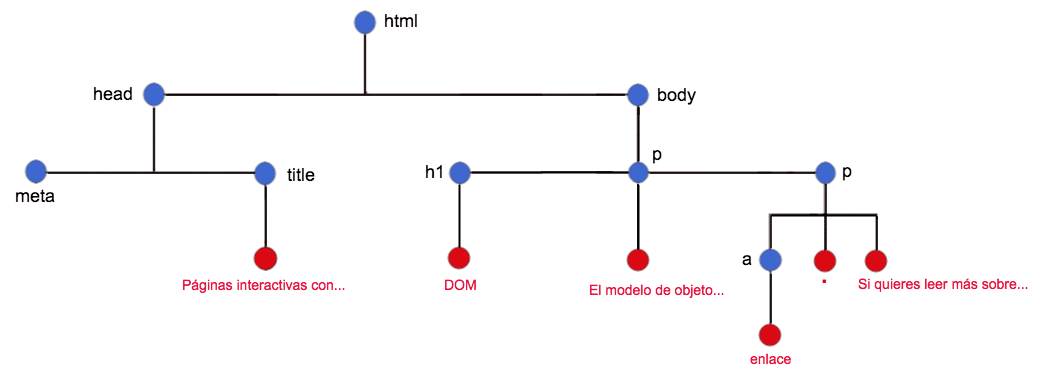 html
head
body
meta
title
h1
p
p
Páginas interactivas con...
DOM
El modelo de objeto...
a
.
Si quieres leer más sobre...
enlace